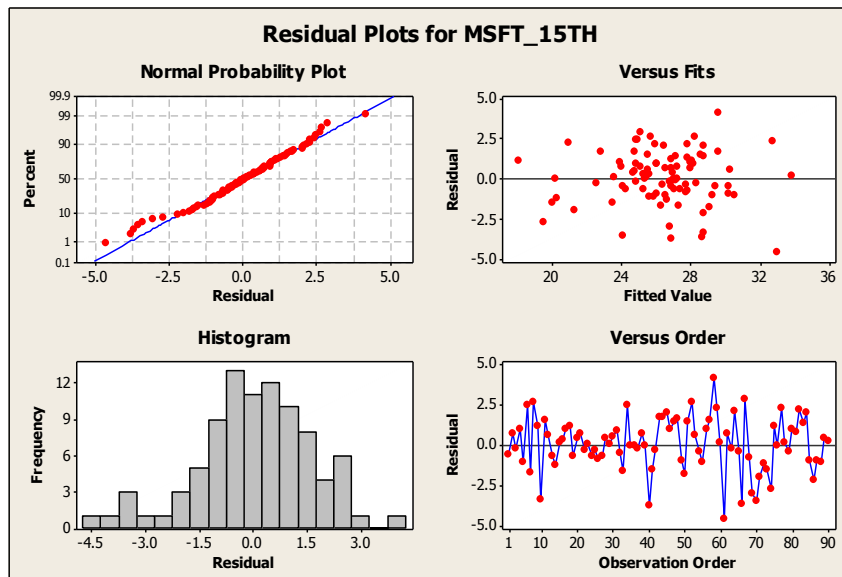 Residual Plots for MSFT_15TH
Normal Probability Plot
99.9
99
90
50
10
1
0.1
Percent
-5.0 -2.5 0.0 2.5 5.0
Residual
Versus Fits
5.0
2.5
0.0
-2.5
-5.0
Residual
20 24 28 32 36
Fitted Value
Histogram
12
9
6
3
0
Frequency
-4.5 -3.0 -1.5 0.0 1.5 3.0
Residual
Versus Order
5.0
2.5
0.0
-2.5
-5.0
Residual
1 10 20 30 40 50 60 70 80 90
Observation Order